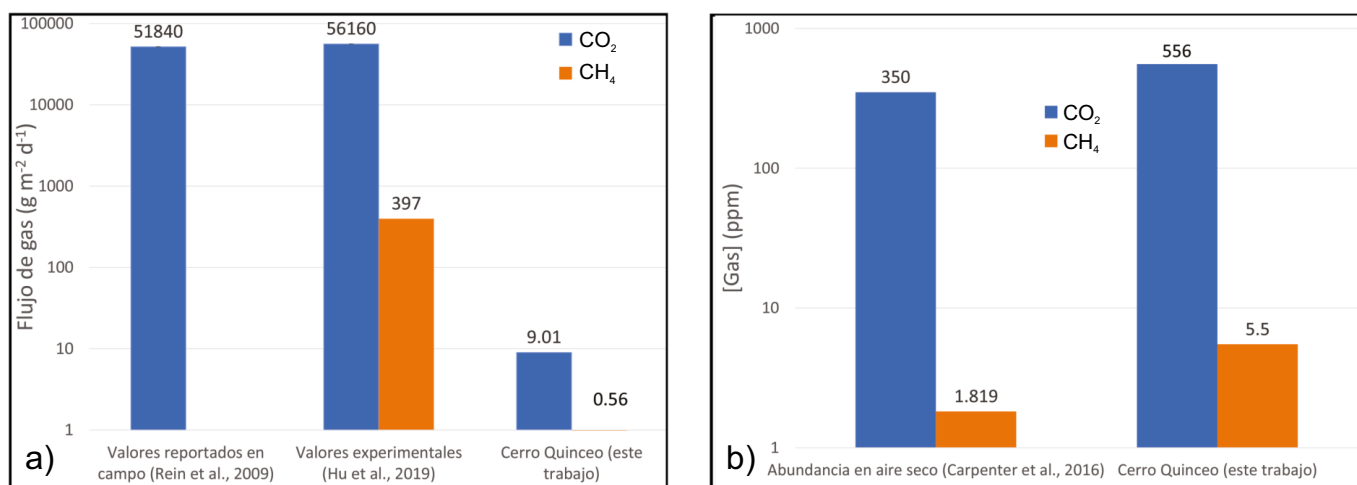 100000
10000
1000
100
10
1
Flujo de gas (g m⁻² d⁻¹)
51840
56160
397
9.01
0.56
CO₂
CH₄
Valores reportados en
campo (Rein et al., 2009)
Valores experimentales
(Hu et al., 2019)
Cerro Quinceo (este
trabajo)
a)
1000
100
10
1
[Gas] (ppm)
350
1.819
556
5.5
CO₂
CH₄
Abundancia en aire seco (Carpenter et al., 2016)
Cerro Quinceo (este trabajo)
b)